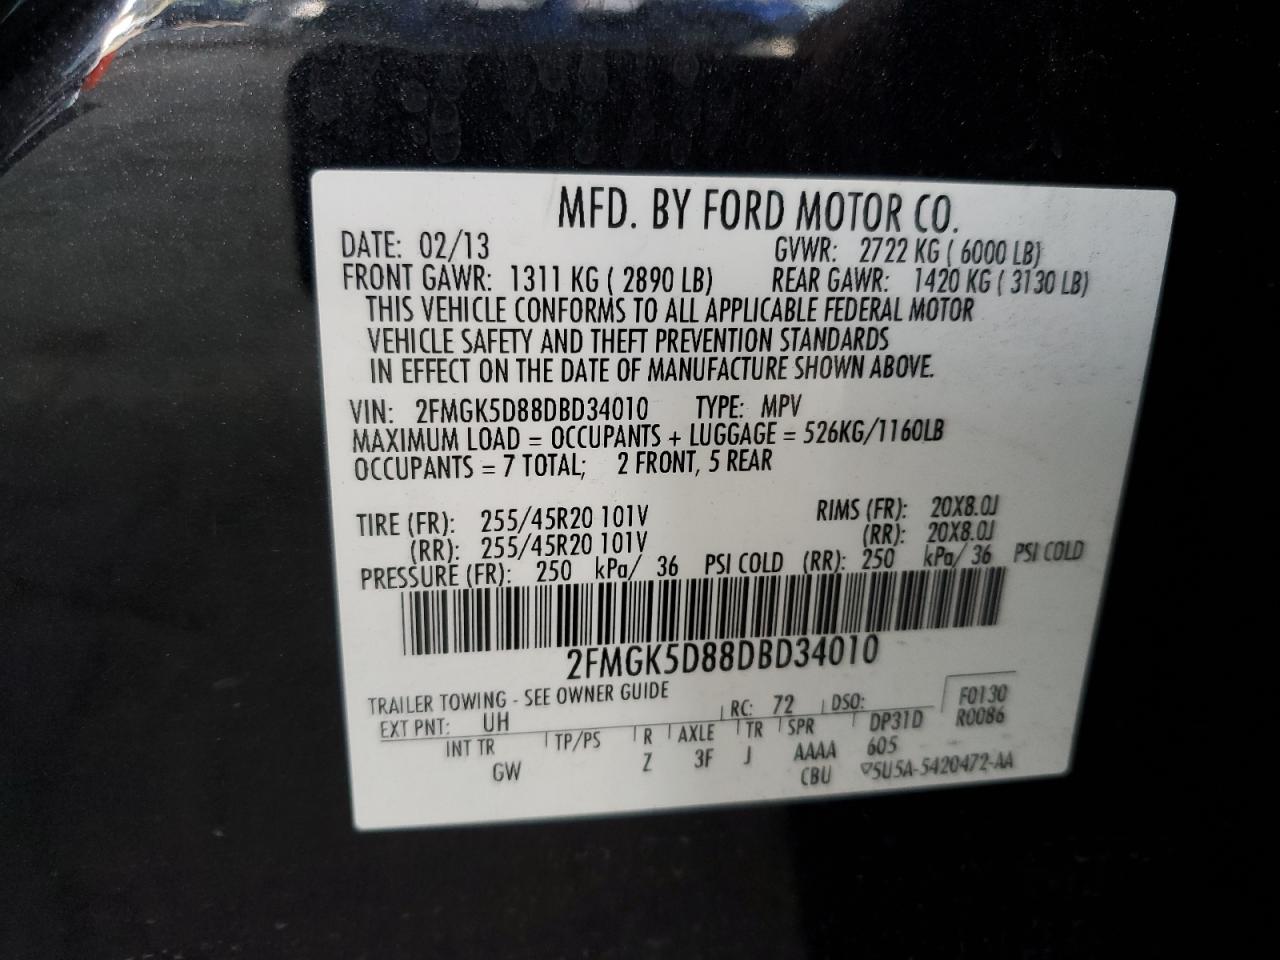 MFD. BY FORD MOTOR CO.
DATE: 02/13 GVWR: 2722 KG ( 6000 LB)
FRONT GAWR: 1311 KG ( 2890 LB) REAR GAWR: 1420 KG ( 3130 LB)
THIS VEHICLE CONFORMS TO ALL APPLICABLE FEDERAL MOTOR
VEHICLE SAFETY AND THEFT PREVENTION STANDARDS
IN EFFECT ON THE DATE OF MANUFACTURE SHOWN ABOVE.
VIN: 2FMGK5D88DBD34010 TYPE: MPV
MAXIMUM LOAD = OCCUPANTS + LUGGAGE = 526KG/1160LB
OCCUPANTS = 7 TOTAL; 2 FRONT, 5 REAR
TIRE (FR): 255/45R20 101V RIMS (FR): 20X8.0J
(RR): 255/45R20 101V (RR): 20X8.0J
PRESSURE (FR): 250 kPa/ 36 PSI COLD (RR): 250 kPa/ 36 PSI COLD
2FMGK5D88DBD34010
TRAILER TOWING - SEE OWNER GUIDE
EXT PNT: UH RC: 72 DSO: F0130
INT TR TP/PS R AXLE TR SPR DP31D R0086
GW Z 3F J AAAA 605
CBU 5U5A-5420472-AA